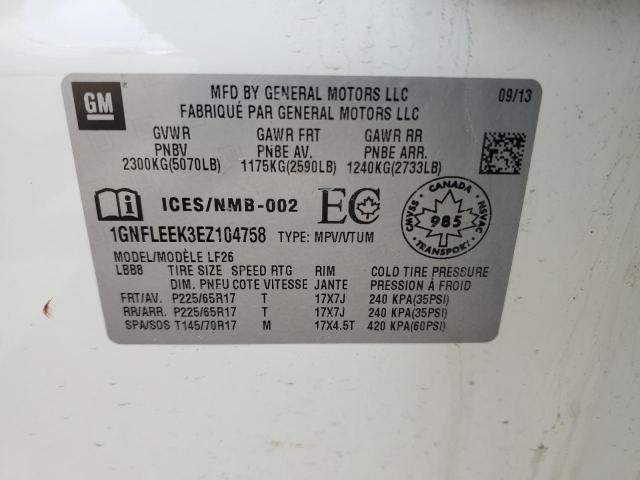 GM
MFD BY GENERAL MOTORS LLC
FABRIQUÉ PAR GENERAL MOTORS LLC
09/13
GVWR GAWR FRT GAWR RR
PNBV PNBE AV. PNBE ARR.
2300KG(5070LB) 1175KG(2590LB) 1240KG(2733LB)
ICES/NMB-002 EC
CANADA
CMVSS 985 NSVAC
TRANSPORT
1GNFLEEK3EZ104758 TYPE: MPV/VTUM
MODEL/MODÈLE LF26
LBB8 TIRE SIZE SPEED RTG RIM COLD TIRE PRESSURE
DIM. PNEU COTE VITESSE JANTE PRESSION À FROID
FRT/AV. P225/65R17 T 17X7J 240 KPA(35PSI)
RR/ARR. P225/65R17 T 17X7J 240 KPA(35PSI)
SPA/SOS T145/70R17 M 17X4.5T 420 KPA(60PSI)